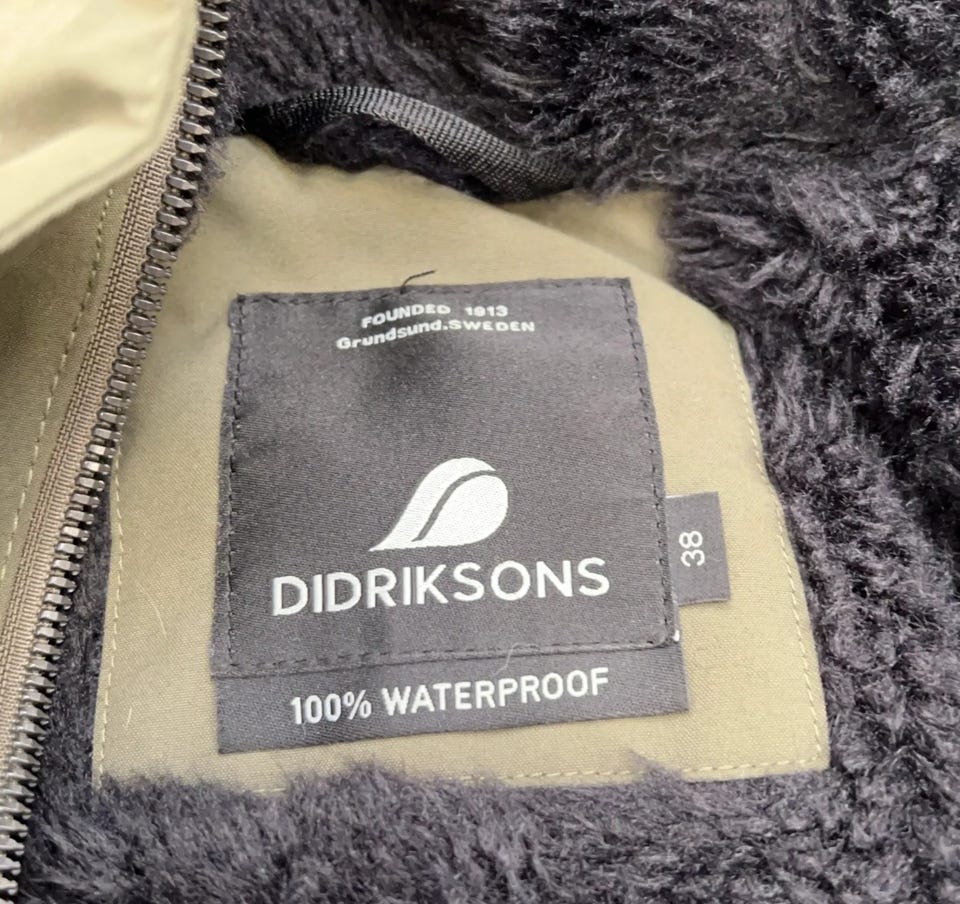 FOUNDED 1913
Grundsund.SWEDEN
DIDRIKSONS
38
100% WATERPROOF